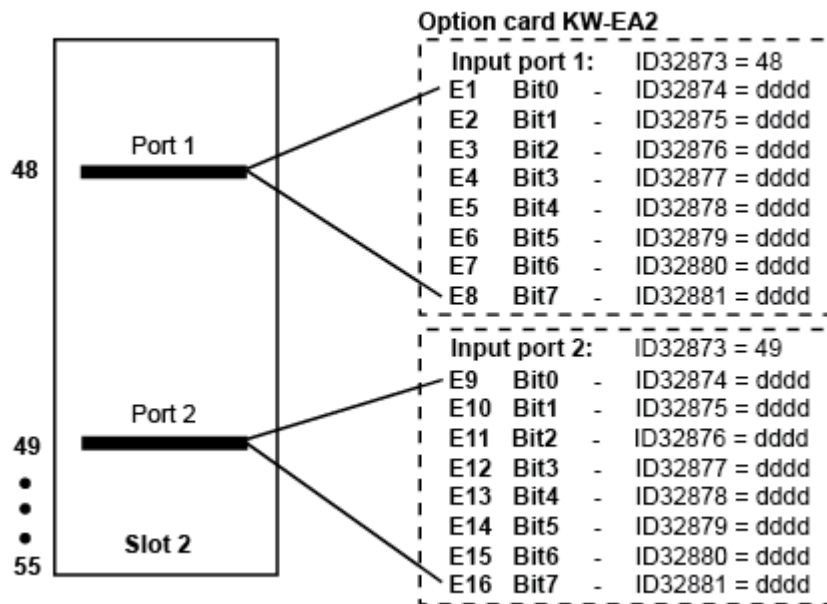 Option card KW-EA2
Input port 1: ID32873 = 48
E1 Bit0 - ID32874 = dddd
E2 Bit1 - ID32875 = dddd
E3 Bit2 - ID32876 = dddd
E4 Bit3 - ID32877 = dddd
E5 Bit4 - ID32878 = dddd
E6 Bit5 - ID32879 = dddd
E7 Bit6 - ID32880 = dddd
E8 Bit7 - ID32881 = dddd
Port 1
48
Input port 2: ID32873 = 49
E9 Bit0 - ID32874 = dddd
E10 Bit1 - ID32875 = dddd
E11 Bit2 - ID32876 = dddd
E12 Bit3 - ID32877 = dddd
E13 Bit4 - ID32878 = dddd
E14 Bit5 - ID32879 = dddd
E15 Bit6 - ID32880 = dddd
E16 Bit7 - ID32881 = dddd
Port 2
49
Slot 2
55